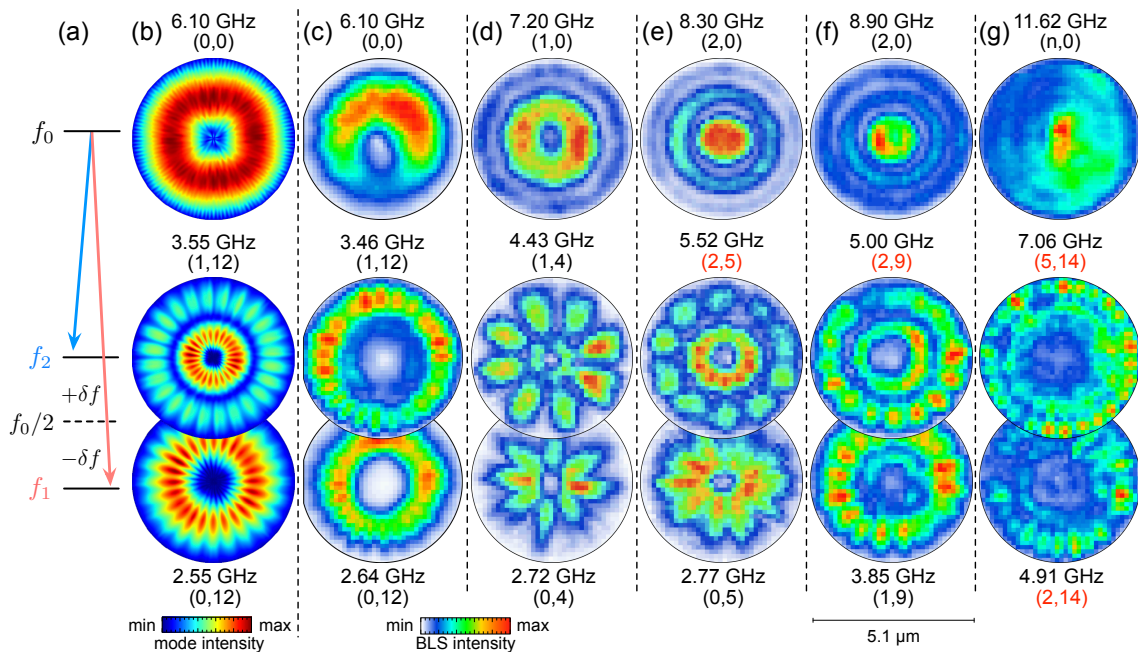 (a) (b) 6.10 GHz (c) 6.10 GHz (d) 7.20 GHz (e) 8.30 GHz (f) 8.90 GHz (g) 11.62 GHz
(0,0) (0,0) (1,0) (2,0) (2,0) (n,0)
f₀
3.55 GHz 3.46 GHz 4.43 GHz 5.52 GHz 5.00 GHz 7.06 GHz
(1,12) (1,12) (1,4) (2,5) (2,9) (5,14)
f₂
+δf
f₀/2
−δf
f₁
2.55 GHz 2.64 GHz 2.72 GHz 2.77 GHz 3.85 GHz 4.91 GHz
(0,12) (0,12) (0,4) (0,5) (1,9) (2,14)
min max min max
mode intensity BLS intensity 5.1 µm